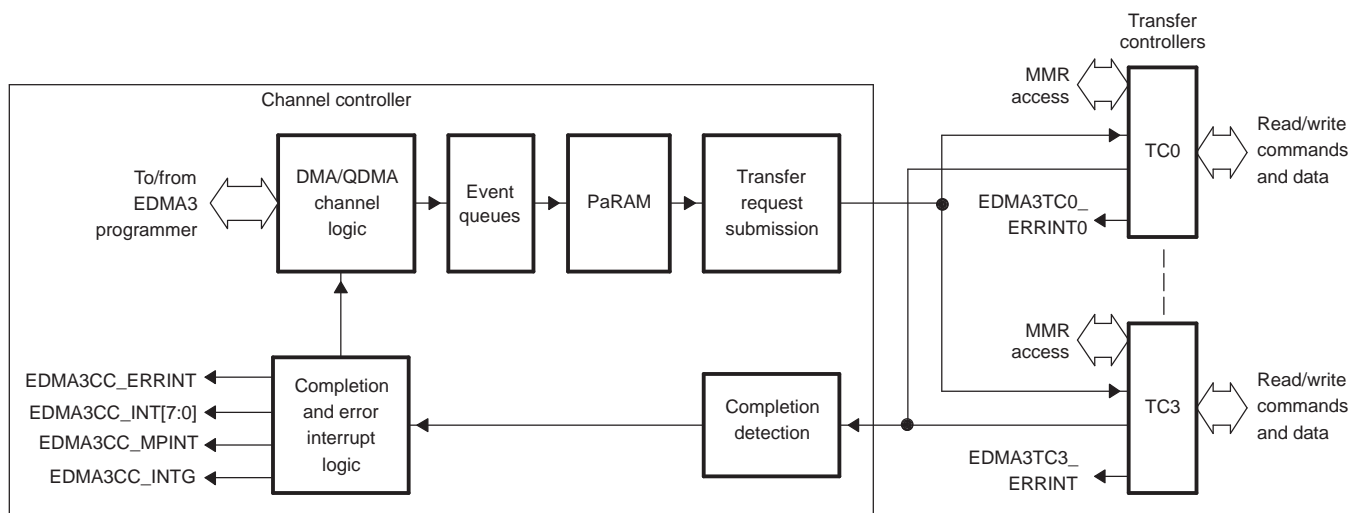 Transfer
controllers
Channel controller
To/from
EDMA3
programmer
DMA/QDMA
channel
logic
Event
queues
PaRAM
Transfer
request
submission
MMR
access
TC0
Read/write
commands
and data
EDMA3TC0_
ERRINT0
MMR
access
TC3
Read/write
commands
and data
EDMA3TC3_
ERRINT
EDMA3CC_ERRINT
EDMA3CC_INT[7:0]
EDMA3CC_MPINT
EDMA3CC_INTG
Completion
and error
interrupt
logic
Completion
detection